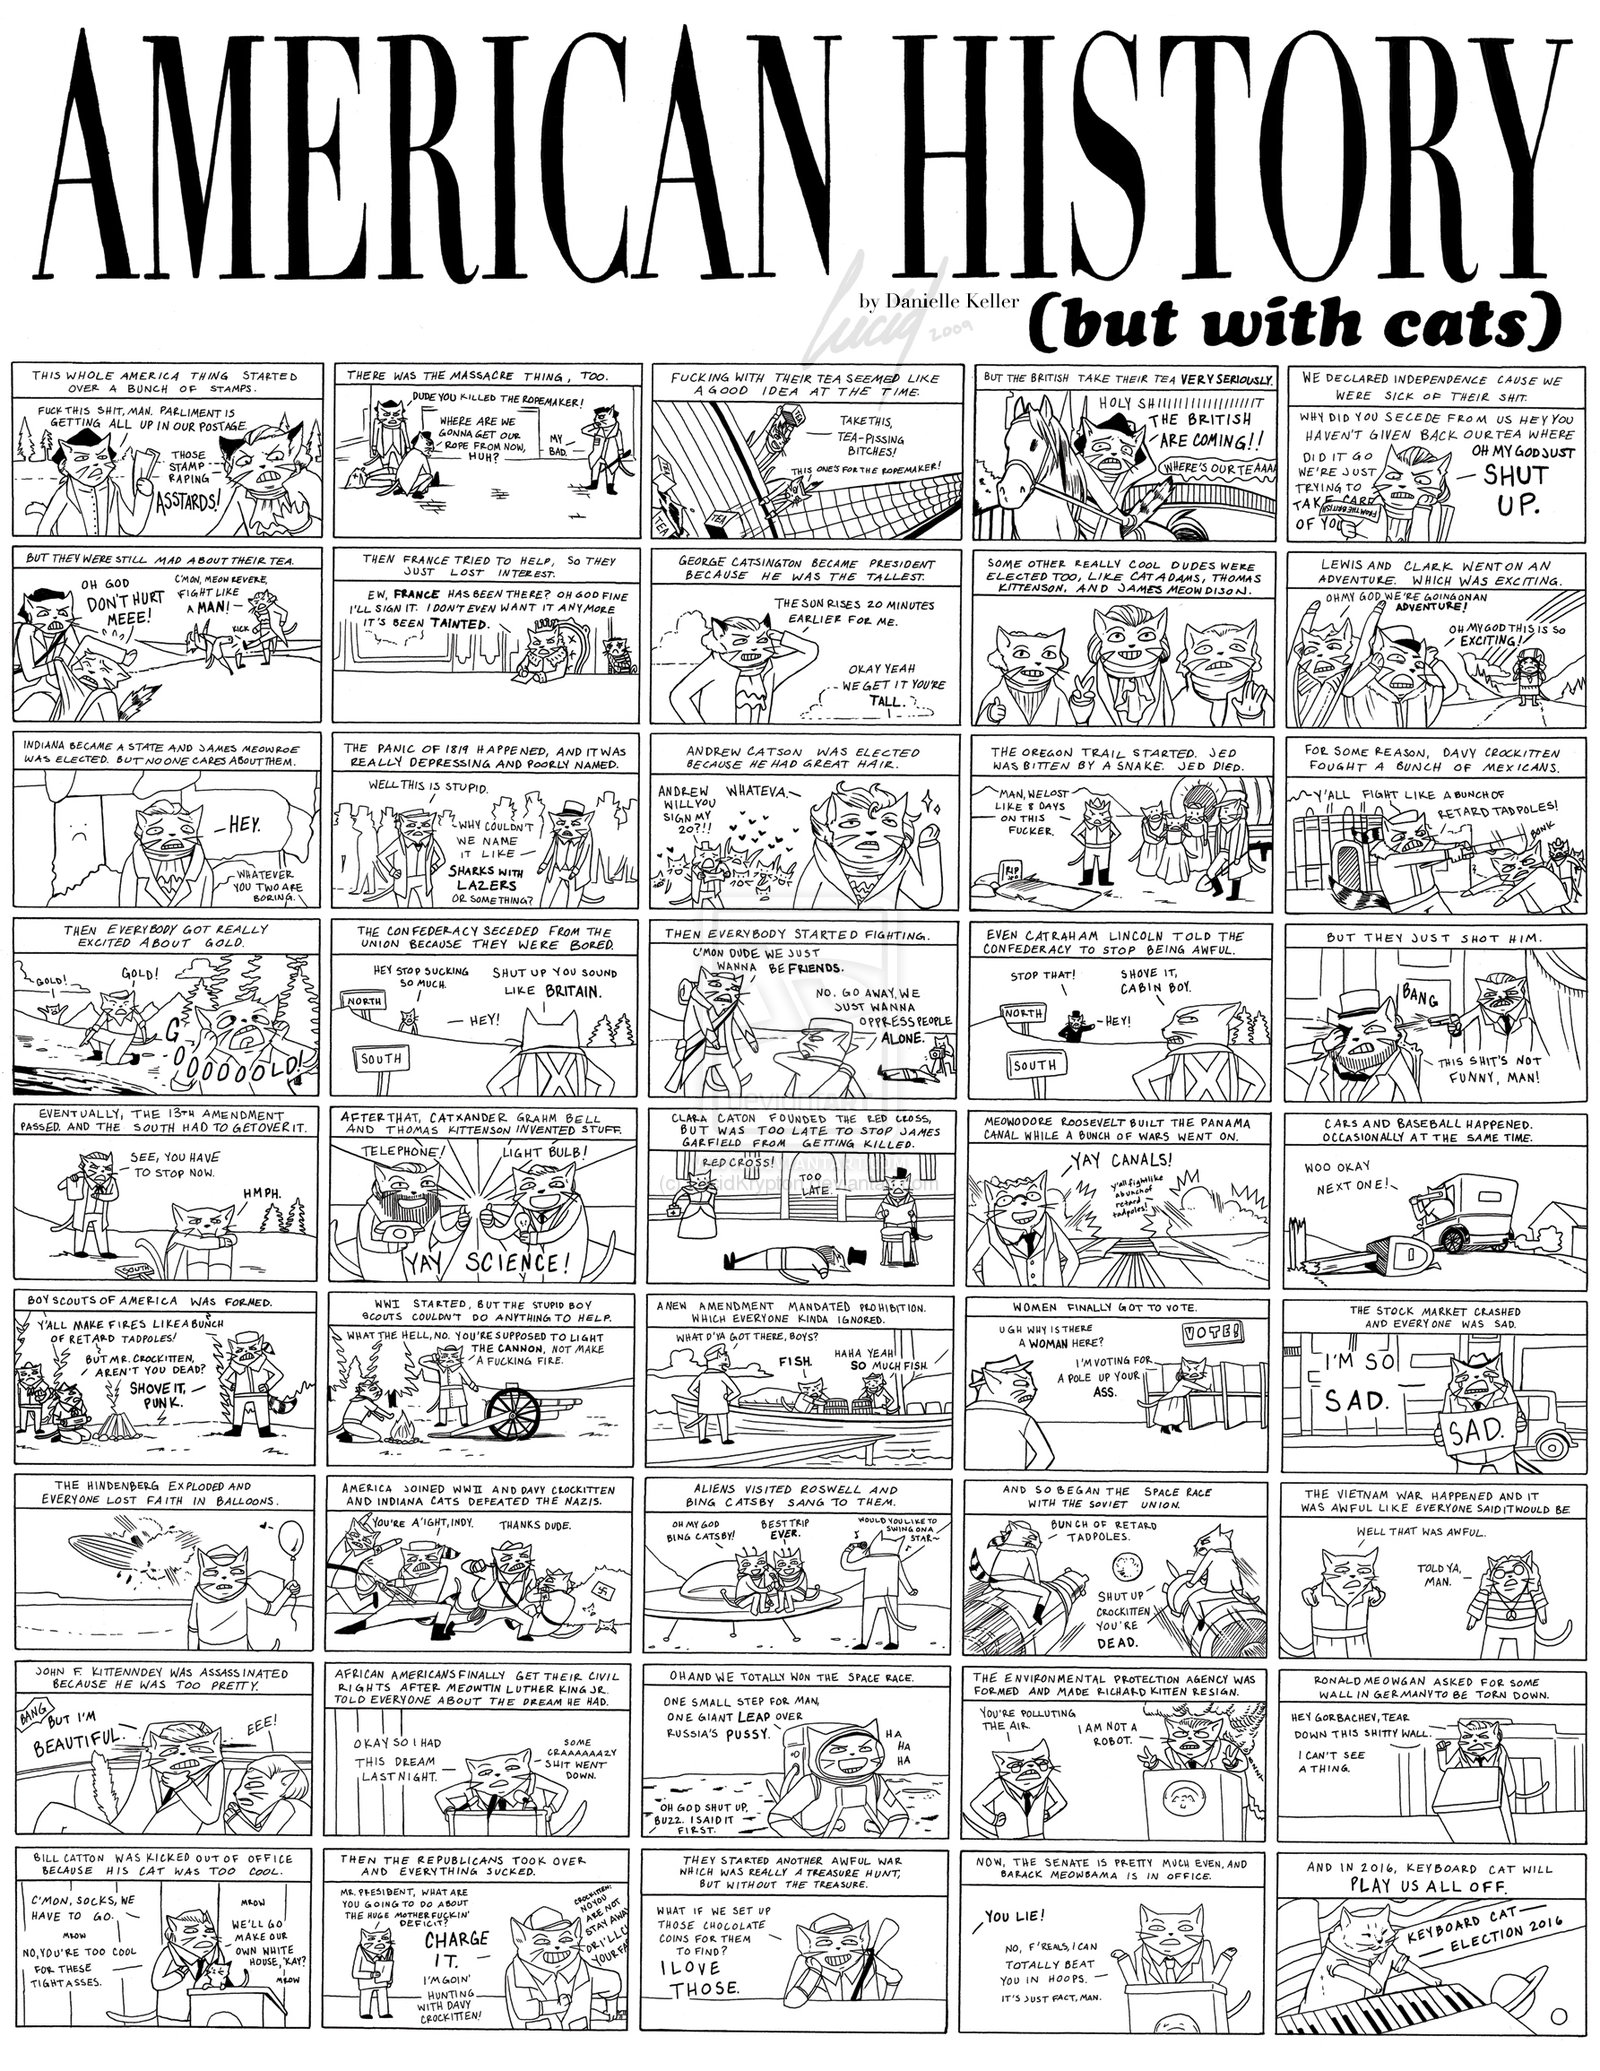 AMERICAN HISTORY
by Danielle Keller
(but with cats)
2009
THIS WHOLE AMERICA THING STARTED
OVER A BUNCH OF STAMPS.
FUCK THIS SHIT, MAN. PARLIMENT IS
GETTING ALL UP IN OUR POSTAGE.
THOSE
STAMP
RAPING
ASSTARDS!
THERE WAS THE MASSACRE THING, TOO.
DUDE YOU KILLED THE ROPEMAKER!
WHERE ARE WE
GONNA GET OUR
ROPE FROM NOW,
HUH?
MY
BAD.
FUCKING WITH THEIR TEA SEEMED LIKE
A GOOD IDEA AT THE TIME.
TAKE THIS,
TEA-PISSING
BITCHES!
THIS ONE'S FOR THE ROPEMAKER!
TEA
TEA
TEA
BUT THE BRITISH TAKE THEIR TEA VERY SERIOUSLY.
HOLY SHIIIIIIIIIIIIIIIIIIT
THE BRITISH
ARE COMING!!
WHERE'S OUR TEAAAA
WE DECLARED INDEPENDENCE CAUSE WE
WERE SICK OF THEIR SHIT.
WHY DID YOU SECEDE FROM US HEY YOU
HAVEN'T GIVEN BACK OUR TEA WHERE
DID IT GO
WE'RE JUST
TRYING TO
TAKE CARE
OF YOU
OH MY GOD JUST
SHUT
UP.
FROM THE BRITISH
BUT THEY WERE STILL MAD ABOUT THEIR TEA.
OH GOD
DON'T HURT
MEEE!
C'MON, MEOW REVERE,
FIGHT LIKE
A MAN!
KICK
THEN FRANCE TRIED TO HELP, SO THEY
JUST LOST INTEREST.
EW, FRANCE HAS BEEN THERE? OH GOD FINE
I'LL SIGN IT. I DON'T EVEN WANT IT ANYMORE
IT'S BEEN TAINTED.
GEORGE CATSINGTON BECAME PRESIDENT
BECAUSE HE WAS THE TALLEST.
THE SUN RISES 20 MINUTES
EARLIER FOR ME.
OKAY YEAH
WE GET IT YOU'RE
TALL.
SOME OTHER REALLY COOL DUDES WERE
ELECTED TOO, LIKE CAT ADAMS, THOMAS
KITTENSON, AND JAMES MEOWDISON.
LEWIS AND CLARK WENT ON AN
ADVENTURE. WHICH WAS EXCITING.
OH MY GOD WE'RE GOING ON AN
ADVENTURE!
OH MY GOD THIS IS SO
EXCITING!
INDIANA BECAME A STATE AND JAMES MEOWROE
WAS ELECTED. BUT NO ONE CARES ABOUT THEM.
HEY.
WHATEVER
YOU TWO ARE
BORING.
THE PANIC OF 1819 HAPPENED, AND IT WAS
REALLY DEPRESSING AND POORLY NAMED.
WELL THIS IS STUPID.
WHY COULDN'T
WE NAME
IT LIKE
SHARKS WITH
LAZERS
OR SOMETHING?
ANDREW CATSON WAS ELECTED
BECAUSE HE HAD GREAT HAIR.
ANDREW
WILL YOU
SIGN MY
20?!!
WHATEVA.
THE OREGON TRAIL STARTED. JED
WAS BITTEN BY A SNAKE. JED DIED.
MAN, WE LOST
LIKE 8 DAYS
ON THIS
FUCKER.
RIP
FOR SOME REASON, DAVY CROCKITTEN
FOUGHT A BUNCH OF MEXICANS.
Y'ALL FIGHT LIKE A BUNCH OF
RETARD TADPOLES!
BONK
THEN EVERYBODY GOT REALLY
EXCITED ABOUT GOLD.
GOLD!
GOLD!
GOOOOOOLD!
THE CONFEDERACY SECEDED FROM THE
UNION BECAUSE THEY WERE BORED.
HEY STOP SUCKING
SO MUCH.
SHUT UP YOU SOUND
LIKE BRITAIN.
NORTH
HEY!
SOUTH
THEN EVERYBODY STARTED FIGHTING.
C'MON DUDE WE JUST
WANNA BE FRIENDS.
NO. GO AWAY, WE
JUST WANNA
OPPRESS PEOPLE
ALONE.
EVEN CATRAHAM LINCOLN TOLD THE
CONFEDERACY TO STOP BEING AWFUL.
STOP THAT!
SHOVE IT,
CABIN BOY.
NORTH
HEY!
SOUTH
BUT THEY JUST SHOT HIM.
BANG
THIS SHIT'S NOT
FUNNY, MAN!
EVENTUALLY, THE 13TH AMENDMENT
PASSED. AND THE SOUTH HAD TO GET OVER IT.
SEE, YOU HAVE
TO STOP NOW.
HMPH.
SOUTH
AFTER THAT, CATXANDER GRAHM BELL
AND THOMAS KITTENSON INVENTED STUFF.
TELEPHONE!
LIGHT BULB!
YAY SCIENCE!
CLARA CATON FOUNDED THE RED CROSS,
BUT WAS TOO LATE TO STOP JAMES
GARFIELD FROM GETTING KILLED.
RED CROSS!
TOO
LATE.
MEOWODORE ROOSEVELT BUILT THE PANAMA
CANAL WHILE A BUNCH OF WARS WENT ON.
YAY CANALS!
y'all fight like
a bunch of
retard
tadpoles!
CARS AND BASEBALL HAPPENED.
OCCASIONALLY AT THE SAME TIME.
WOO OKAY
NEXT ONE!
BOY SCOUTS OF AMERICA WAS FORMED.
Y'ALL MAKE FIRES LIKE A BUNCH
OF RETARD TADPOLES!
BUT MR. CROCKITTEN,
AREN'T YOU DEAD?
SHOVE IT,
PUNK.
WWI STARTED, BUT THE STUPID BOY
SCOUTS COULDN'T DO ANYTHING TO HELP.
WHAT THE HELL, NO. YOU'RE SUPPOSED TO LIGHT
THE CANNON, NOT MAKE
A FUCKING FIRE.
A NEW AMENDMENT MANDATED PROHIBITION.
WHICH EVERYONE KINDA IGNORED.
WHAT D'YA GOT THERE, BOYS?
FISH.
HAHA YEAH
SO MUCH FISH.
WOMEN FINALLY GOT TO VOTE.
UGH WHY IS THERE
A WOMAN HERE?
VOTE!
I'M VOTING FOR
A POLE UP YOUR
ASS.
THE STOCK MARKET CRASHED
AND EVERYONE WAS SAD.
I'M SO
SAD.
SAD.
THE HINDENBERG EXPLODED AND
EVERYONE LOST FAITH IN BALLOONS.
AMERICA JOINED WWII AND DAVY CROCKITTEN
AND INDIANA CATS DEFEATED THE NAZIS.
YOU'RE A'IGHT, INDY.
THANKS DUDE.
ALIENS VISITED ROSWELL AND
BING CATSBY SANG TO THEM.
OH MY GOD
BING CATSBY!
BEST TRIP
EVER.
WOULD YOU LIKE TO
SWING ON A
STAR~
AND SO BEGAN THE SPACE RACE
WITH THE SOVIET UNION.
BUNCH OF RETARD
TADPOLES.
SHUT UP
CROCKITTEN
YOU'RE
DEAD.
THE VIETNAM WAR HAPPENED AND IT
WAS AWFUL LIKE EVERYONE SAID IT WOULD BE.
WELL THAT WAS AWFUL.
TOLD YA,
MAN.
JOHN F. KITTENNDEY WAS ASSASSINATED
BECAUSE HE WAS TOO PRETTY.
BANG
BUT I'M
BEAUTIFUL.
EEE!
AFRICAN AMERICANS FINALLY GET THEIR CIVIL
RIGHTS AFTER MEOWTIN LUTHER KING JR.
TOLD EVERYONE ABOUT THE DREAM HE HAD.
OKAY SO I HAD
THIS DREAM
LAST NIGHT.
SOME
CRAAAAAAZY
SHIT WENT
DOWN.
OH AND WE TOTALLY WON THE SPACE RACE.
ONE SMALL STEP FOR MAN,
ONE GIANT LEAP OVER
RUSSIA'S PUSSY.
HA
HA
HA
OH GOD SHUT UP,
BUZZ. I SAID IT
FIRST.
THE ENVIRONMENTAL PROTECTION AGENCY WAS
FORMED AND MADE RICHARD KITTEN RESIGN.
YOU'RE POLLUTING
THE AIR.
I AM NOT A
ROBOT.
RONALD MEOWGAN ASKED FOR SOME
WALL IN GERMANY TO BE TORN DOWN.
HEY GORBACHEV, TEAR
DOWN THIS SHITTY WALL.
I CAN'T SEE
A THING.
BILL CATTON WAS KICKED OUT OF OFFICE
BECAUSE HIS CAT WAS TOO COOL.
C'MON, SOCKS, WE
HAVE TO GO.
MROW
NO, YOU'RE TOO COOL
FOR THESE
TIGHTASSES.
MROW
WE'LL GO
MAKE OUR
OWN WHITE
HOUSE, 'KAY?
MROW
THEN THE REPUBLICANS TOOK OVER
AND EVERYTHING SUCKED.
MR. PRESIDENT, WHAT ARE
YOU GOING TO DO ABOUT
THE HUGE MOTHERFUCKIN'
DEFICIT?
CHARGE
IT.
I'M GOIN'
HUNTING
WITH DAVY
CROCKITTEN!
CROCKITTEN:
NO YOU
ARE NOT
STAY AWAY
OR I'LL
YOUR FA
THEY STARTED ANOTHER AWFUL WAR
WHICH WAS REALLY A TREASURE HUNT,
BUT WITHOUT THE TREASURE.
WHAT IF WE SET UP
THOSE CHOCOLATE
COINS FOR THEM
TO FIND?
I LOVE
THOSE.
NOW, THE SENATE IS PRETTY MUCH EVEN, AND
BARACK MEOWBAMA IS IN OFFICE.
YOU LIE!
NO, F'REALS, I CAN
TOTALLY BEAT
YOU IN HOOPS.
IT'S JUST FACT, MAN.
AND IN 2016, KEYBOARD CAT WILL
PLAY US ALL OFF.
KEYBOARD CAT
ELECTION 2016